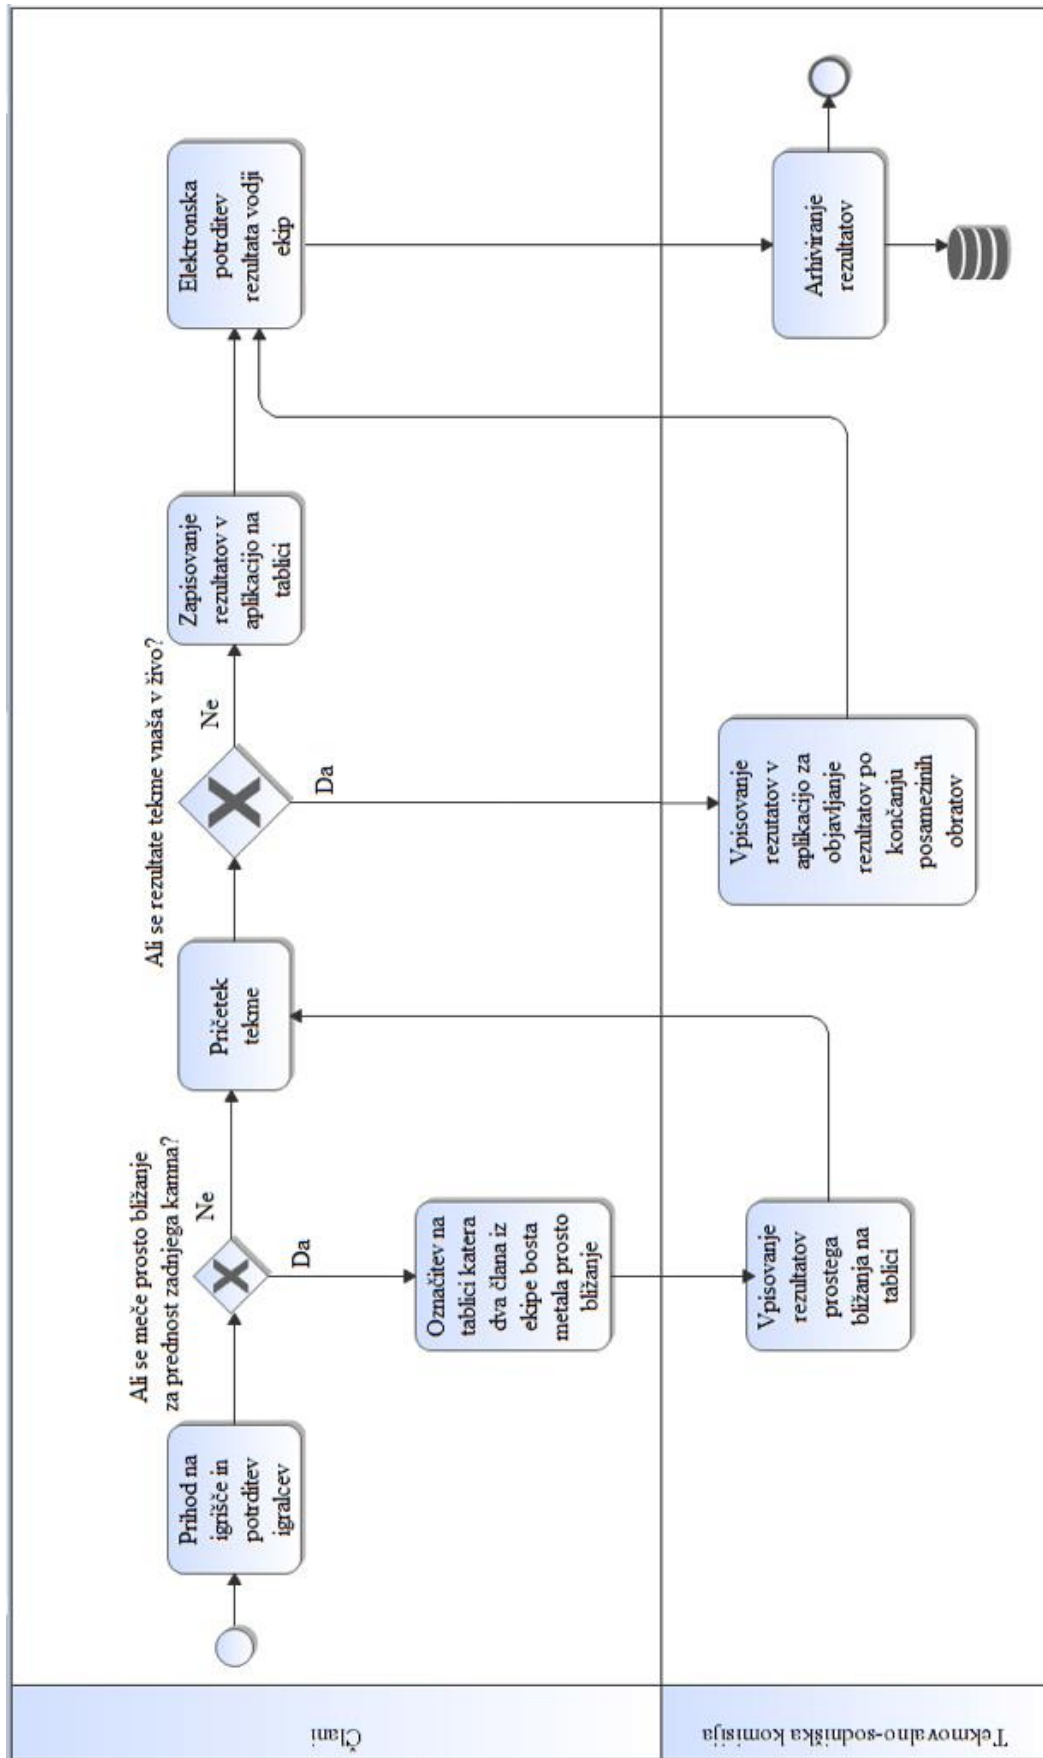 Člani
Prihod na
igrišče in
potrditev
igralcev
Ali se meče prosto bližanje
za prednost zadnjega kamna?
Ne
Da
Označitev na
tablici katera
dva člana iz
ekipe bosta
metala prosto
bližanje
Pričetek
tekme
Ali se rezultate tekme vnaša v živo?
Ne
Da
Zapisovanje
rezultatov v
aplikacijo na
tablici
Elektronska
potrditev
rezultata vodji
ekip
Tekmovalno-sodniška komisija
Vpisovanje
rezultatov
prostega
bližanja na
tablici
Vpisovanje
rezutatov v
aplikacijo za
objavljanje
rezultatov po
končanju
posamezinih
obratov
Arhiviranje
rezultatov